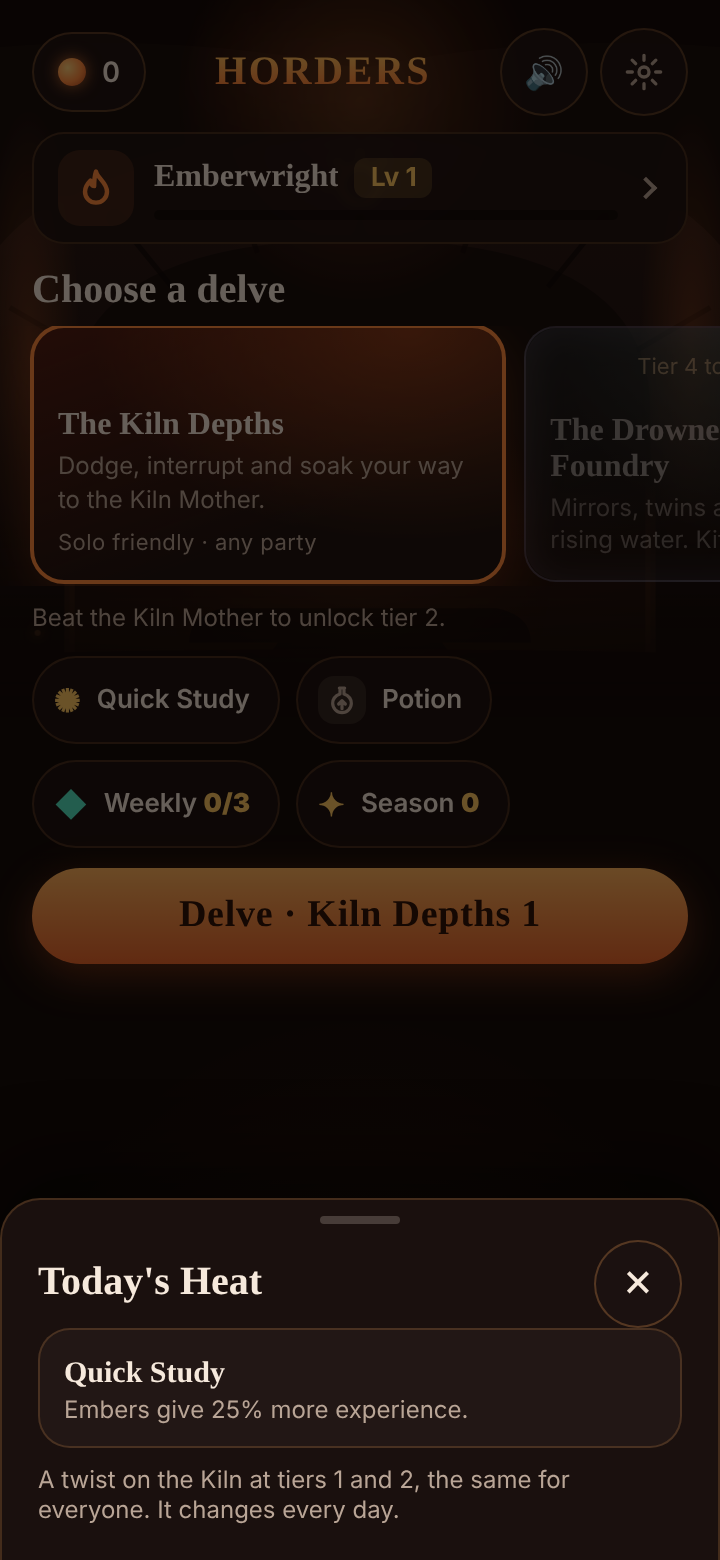 0
HORDERS
Emberwright Lv 1
Choose a delve
The Kiln Depths
Dodge, interrupt and soak your way
to the Kiln Mother.
Solo friendly · any party
Tier 4 to
The Drowne
Foundry
Mirrors, twins a
rising water. Ki
Beat the Kiln Mother to unlock tier 2.
Quick Study
Potion
Weekly 0/3
Season 0
Delve · Kiln Depths 1
Today's Heat
Quick Study
Embers give 25% more experience.
A twist on the Kiln at tiers 1 and 2, the same for
everyone. It changes every day.